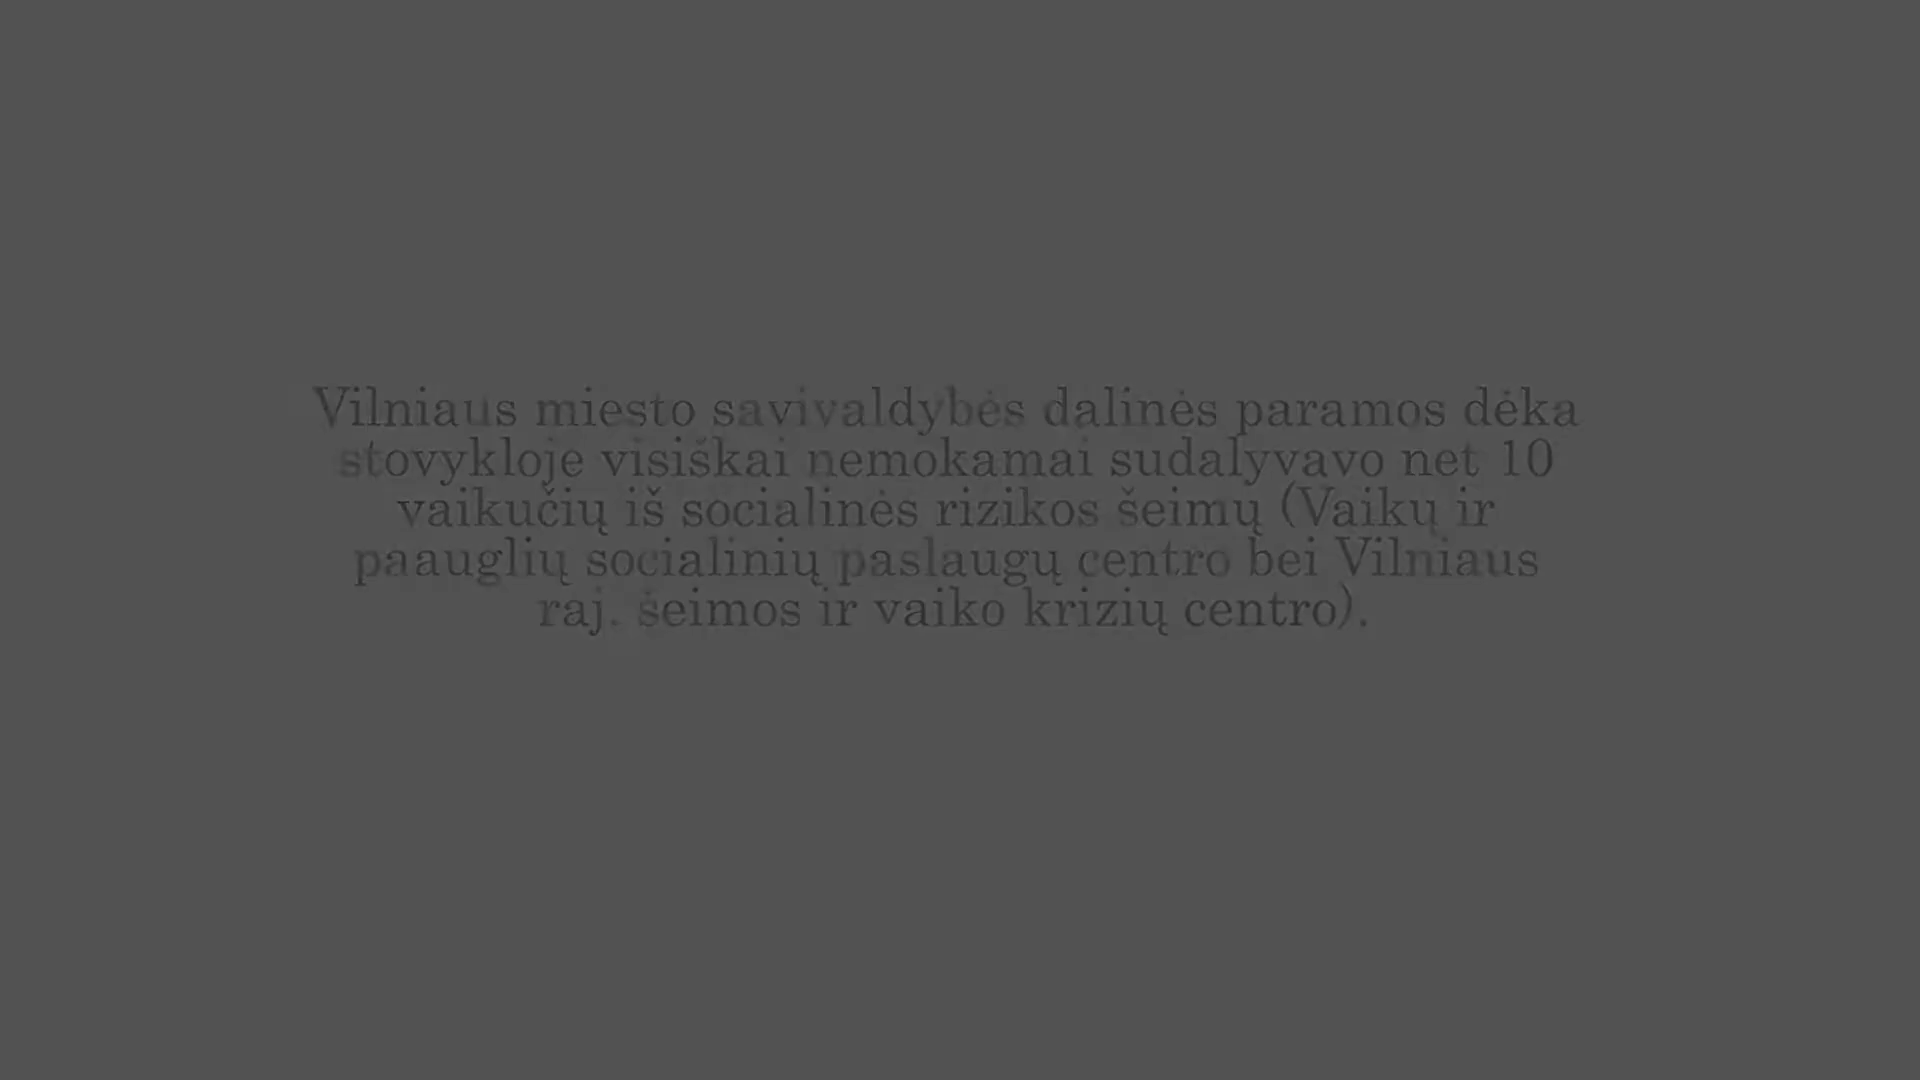 Vilniaus miesto savivaldybės dalinės paramos dėka
stovykloje visiškai nemokamai sudalyvavo net 10
vaikučių iš socialinės rizikos šeimų (Vaikų ir
paauglių socialinių paslaugų centro bei Vilniaus
raj. šeimos ir vaiko krizių centro).